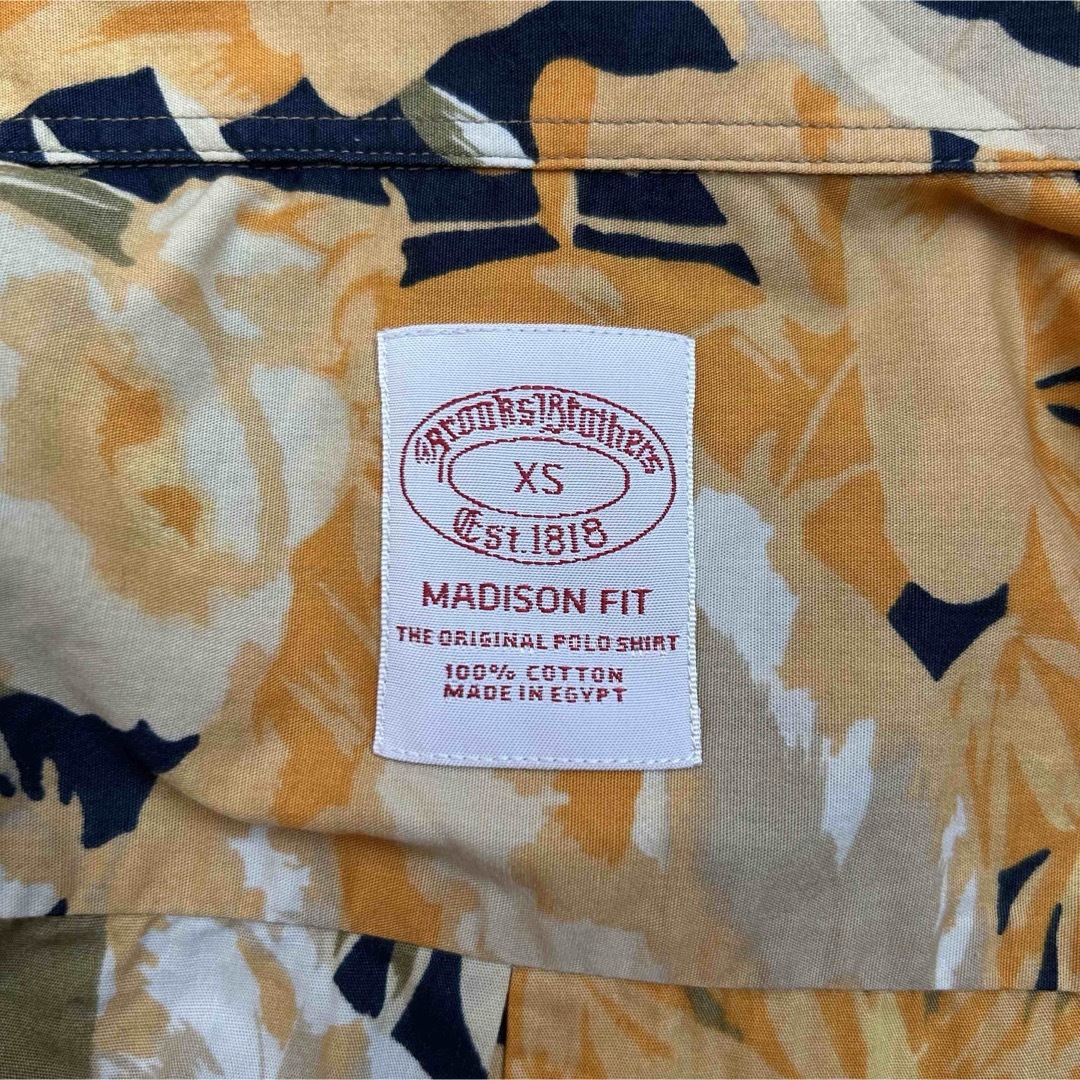 Brooks Brothers
XS
Est. 1818
MADISON FIT
THE ORIGINAL POLO SHIRT
100% COTTON
MADE IN EGYPT